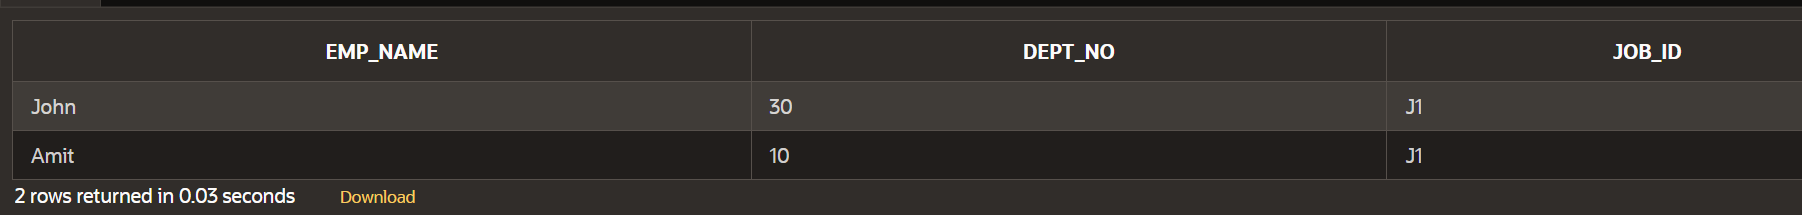 EMP_NAME DEPT_NO JOB_ID
John 30 J1
Amit 10 J1
2 rows returned in 0.03 seconds Download